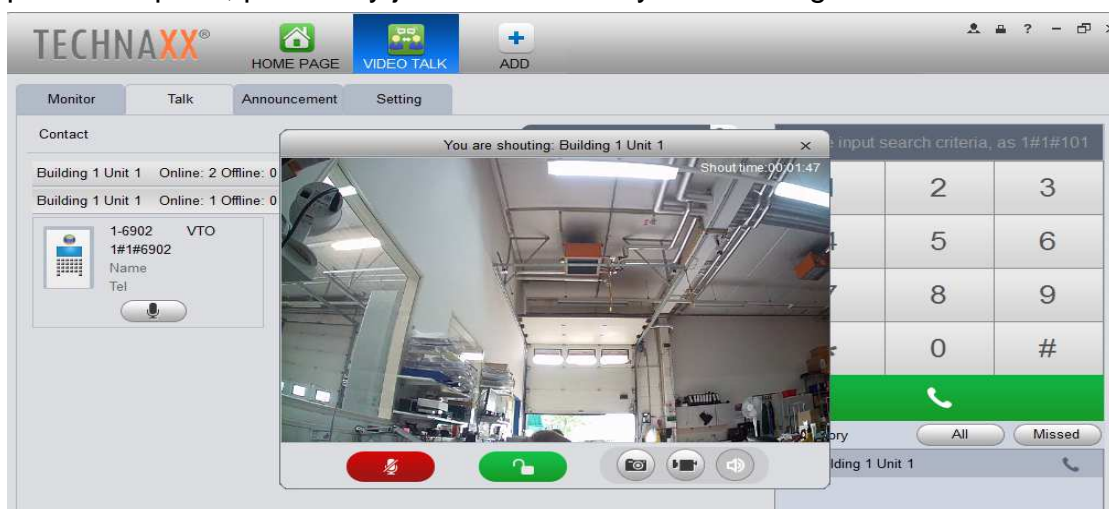 TECHNAXX®
HOME PAGE
VIDEO TALK
ADD
?
Monitor
Talk
Announcement
Setting
Contact
You are shouting: Building 1 Unit 1
input search criteria, as 1#1#101
Shout time:00:01:47
Building 1 Unit 1 Online: 2 Offline: 0
Building 1 Unit 1 Online: 1 Offline: 0
1-6902 VTO
1#1#6902
Name
Tel
2 3
5 6
8 9
0 #
All
Missed
1 Unit 1